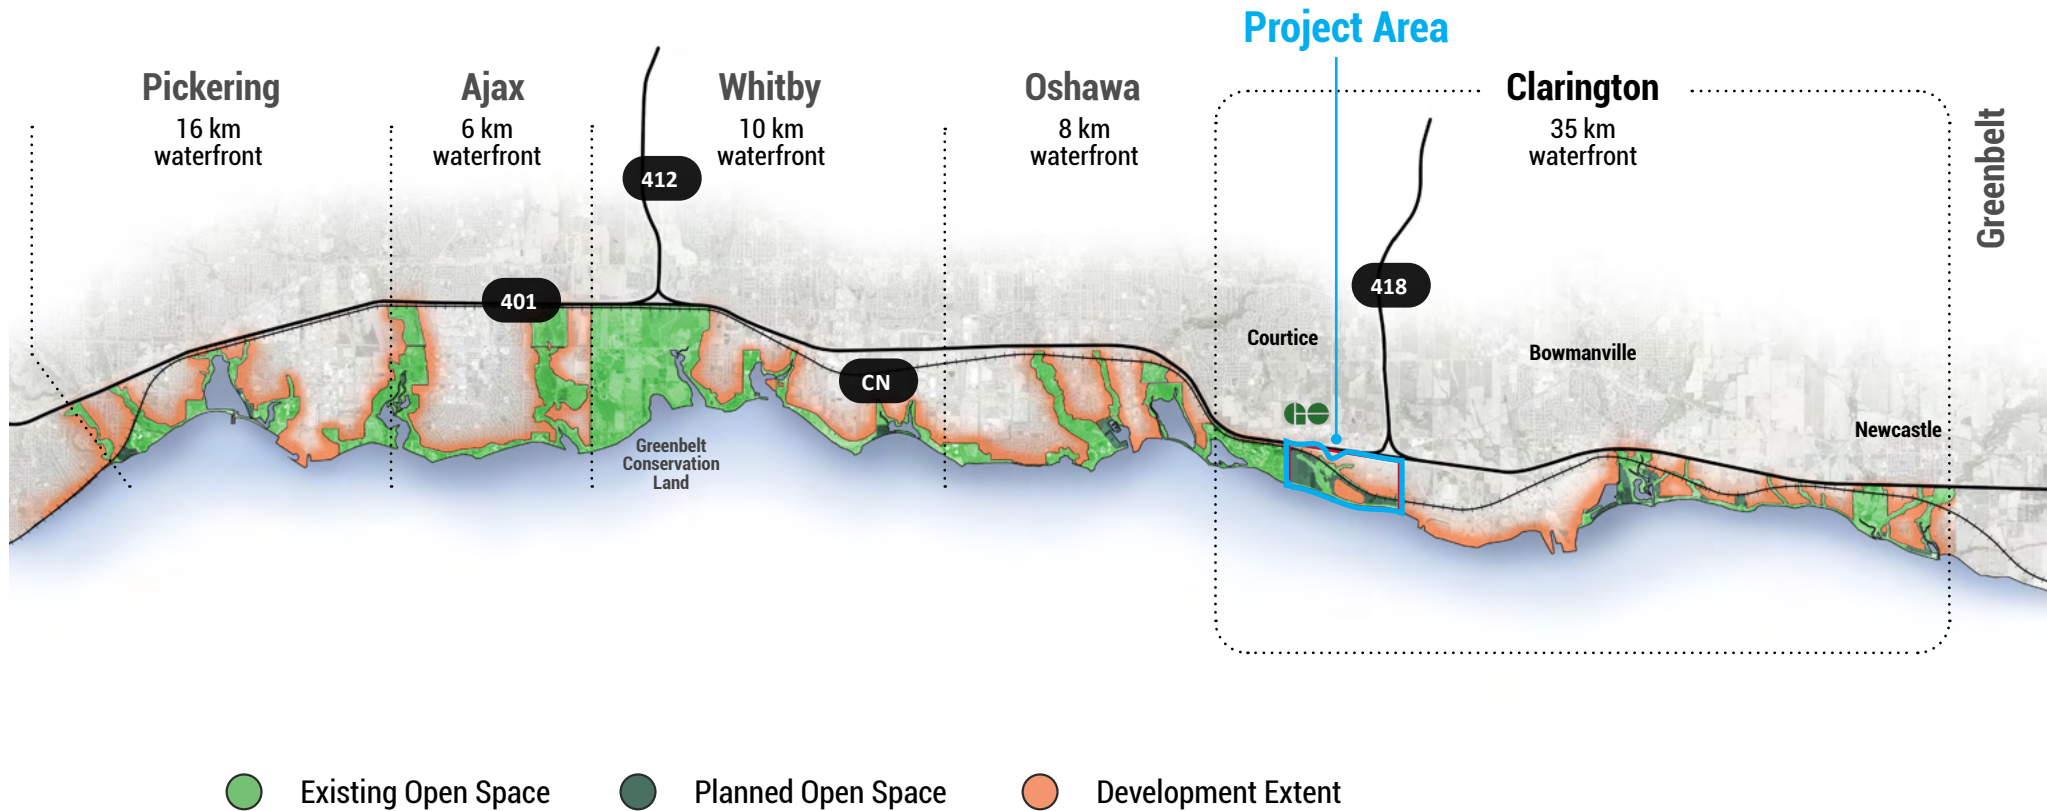 Project Area
Pickering
16 km
waterfront
Ajax
6 km
waterfront
Whitby
10 km
waterfront
Oshawa
8 km
waterfront
Clarington
35 km
waterfront
Greenbelt
412
401
418
CN
Courtice
Bowmanville
Newcastle
GO
Greenbelt
Conservation
Land
Existing Open Space
Planned Open Space
Development Extent